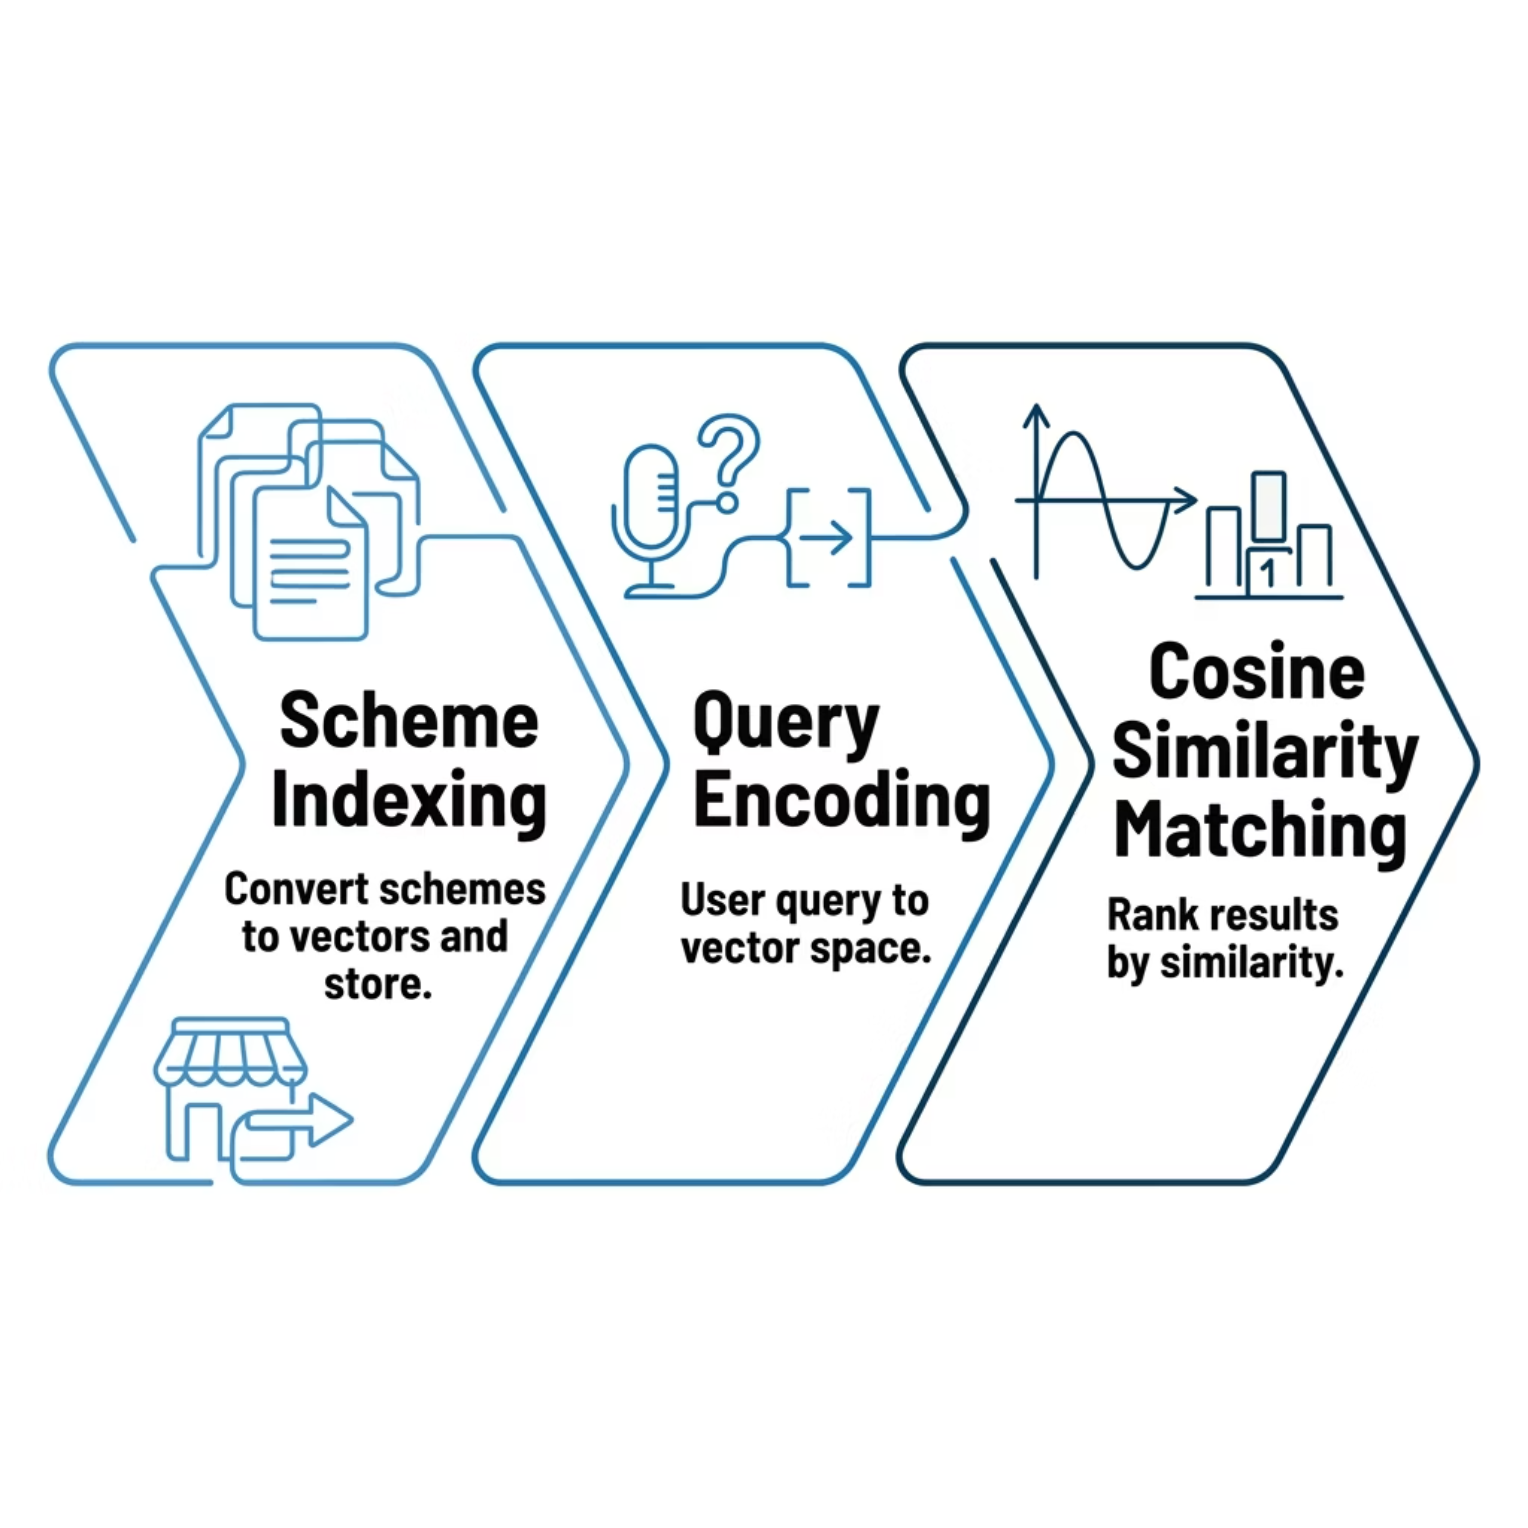 Scheme
Indexing
Convert schemes
to vectors and
store.
Query
Encoding
User query to
vector space.
1
Cosine
Similarity
Matching
Rank results
by similarity.